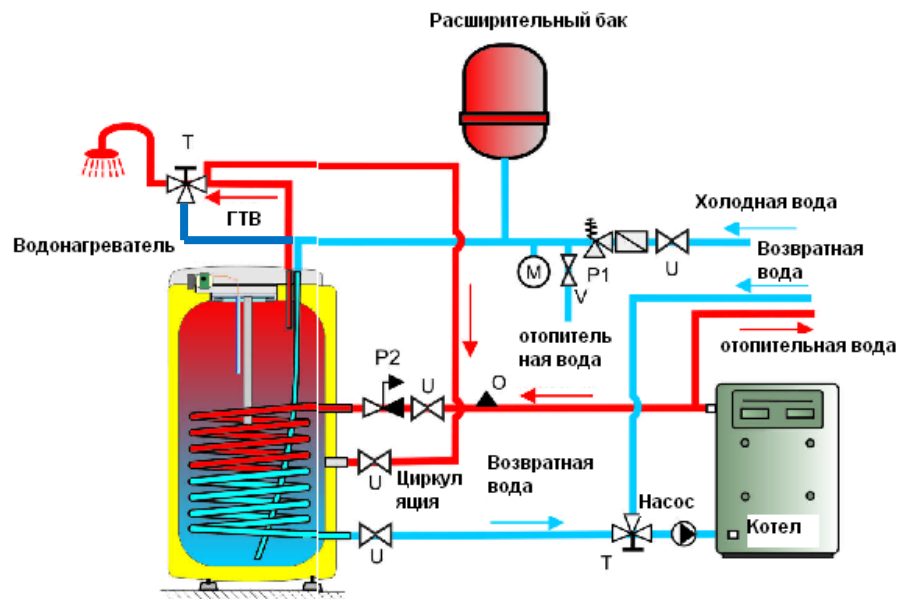 Расширительный бак
T
ГТВ
Водонагреватель
Холодная вода
Возвратная
вода
M
V
P1
U
отопитель
ная вода
отопительная вода
P2
U
O
U
Циркул
яция
Возвратная
вода
Насос
Котел
U
T